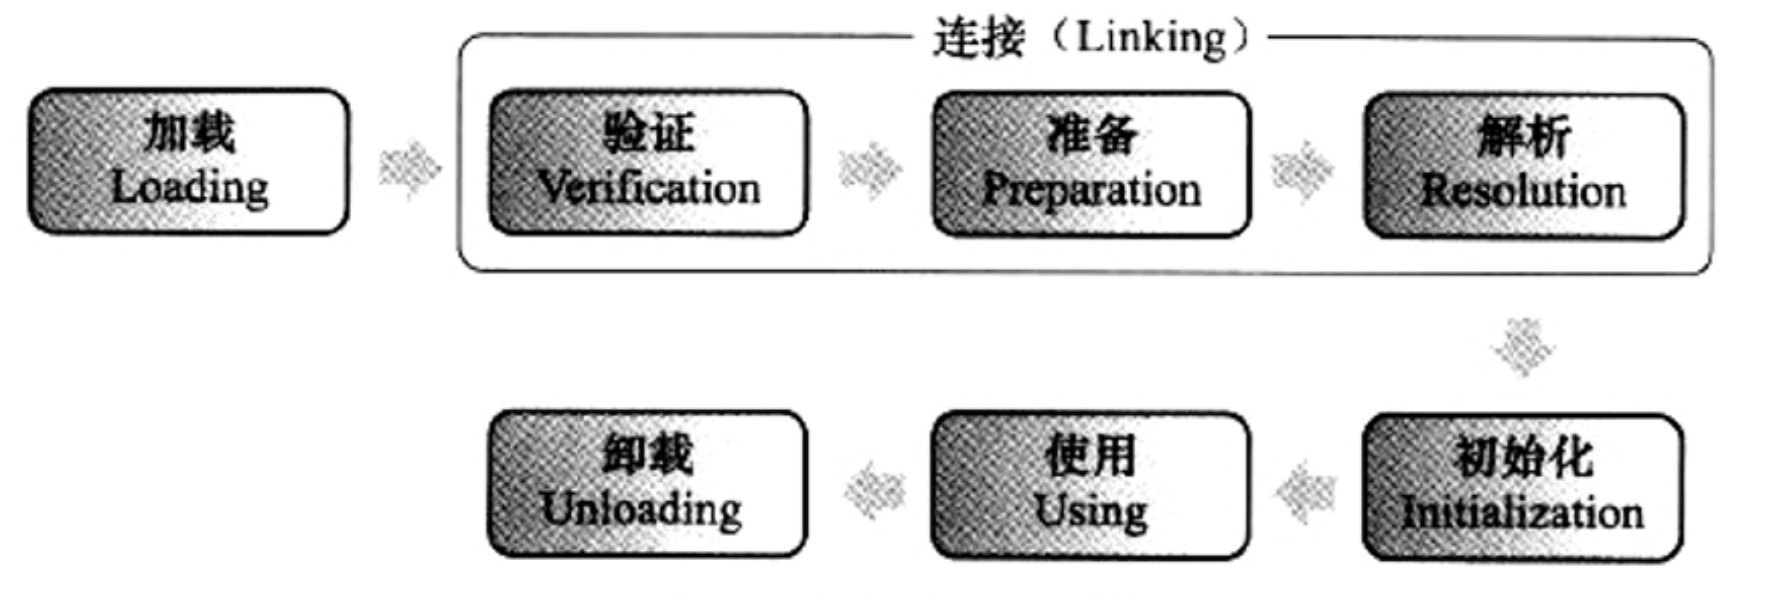 连接（Linking）
加载
Loading
验证
Verification
准备
Preparation
解析
Resolution
卸载
Unloading
使用
Using
初始化
Initialization